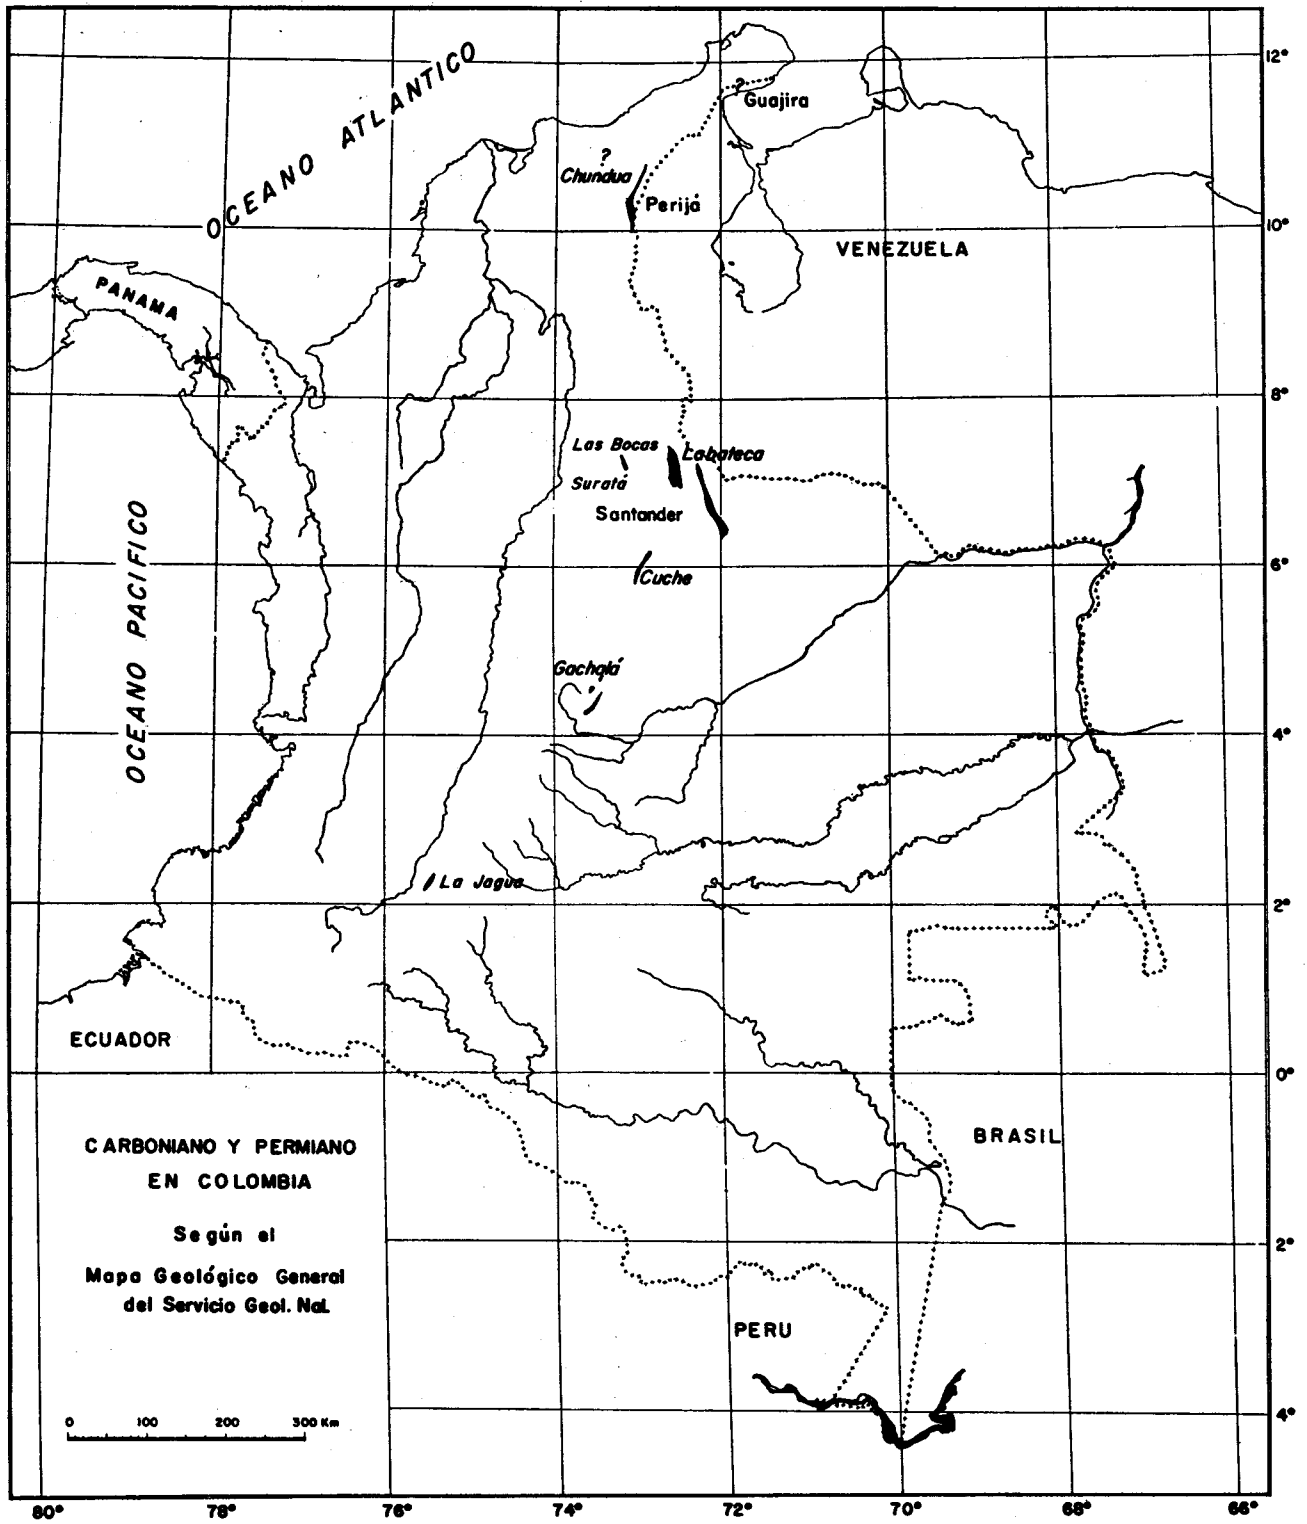 OCEANO ATLANTICO
12°
?
Guajira
?
Chundua
Perijá
10°
VENEZUELA
PANAMA
8°
Las Bocas
Labateca
Suratá
Santander
OCEANO PACIFICO
6°
Cuche
Gachalá
4°
La Jagua
2°
ECUADOR
0°
CARBONIANO Y PERMIANO
EN COLOMBIA
Según el
Mapa Geológico General
del Servicio Geol. Nal.
BRASIL
2°
PERU
4°
0 100 200 300 Km
80° 78° 76° 74° 72° 70° 68° 66°